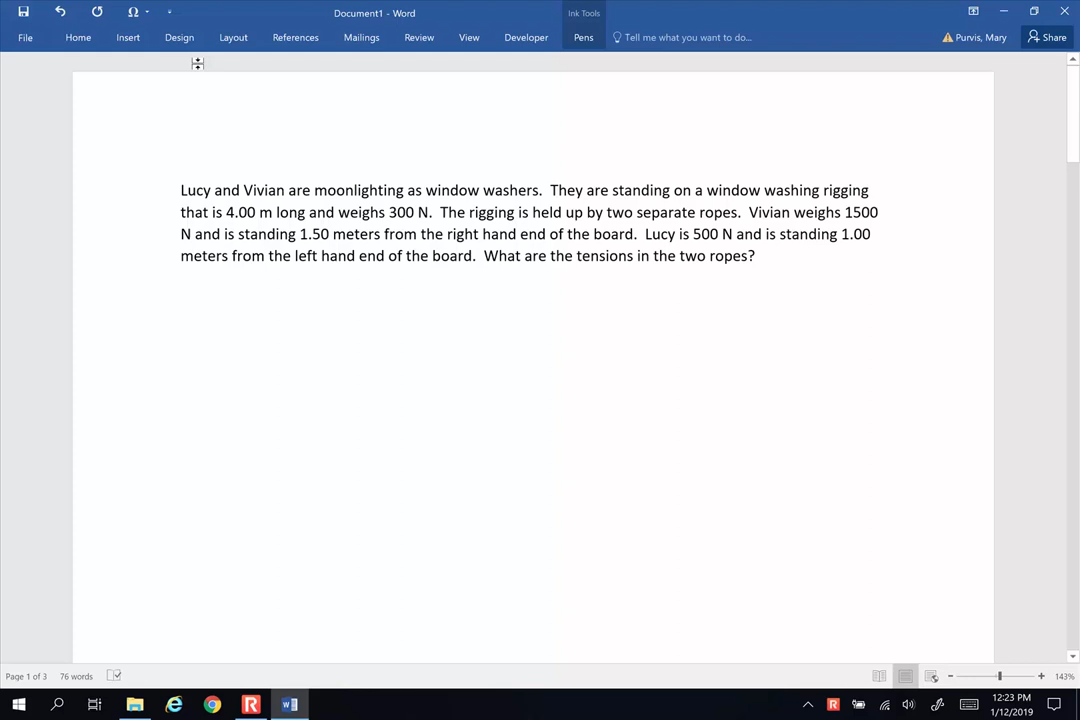 Document1 - Word
Ink Tools
File Home Insert Design Layout References Mailings Review View Developer Pens Tell me what you want to do... Purvis, Mary Share
Lucy and Vivian are moonlighting as window washers. They are standing on a window washing rigging
that is 4.00 m long and weighs 300 N. The rigging is held up by two separate ropes. Vivian weighs 1500
N and is standing 1.50 meters from the right hand end of the board. Lucy is 500 N and is standing 1.00
meters from the left hand end of the board. What are the tensions in the two ropes?
Page 1 of 3 76 words 143%
12:23 PM
1/12/2019